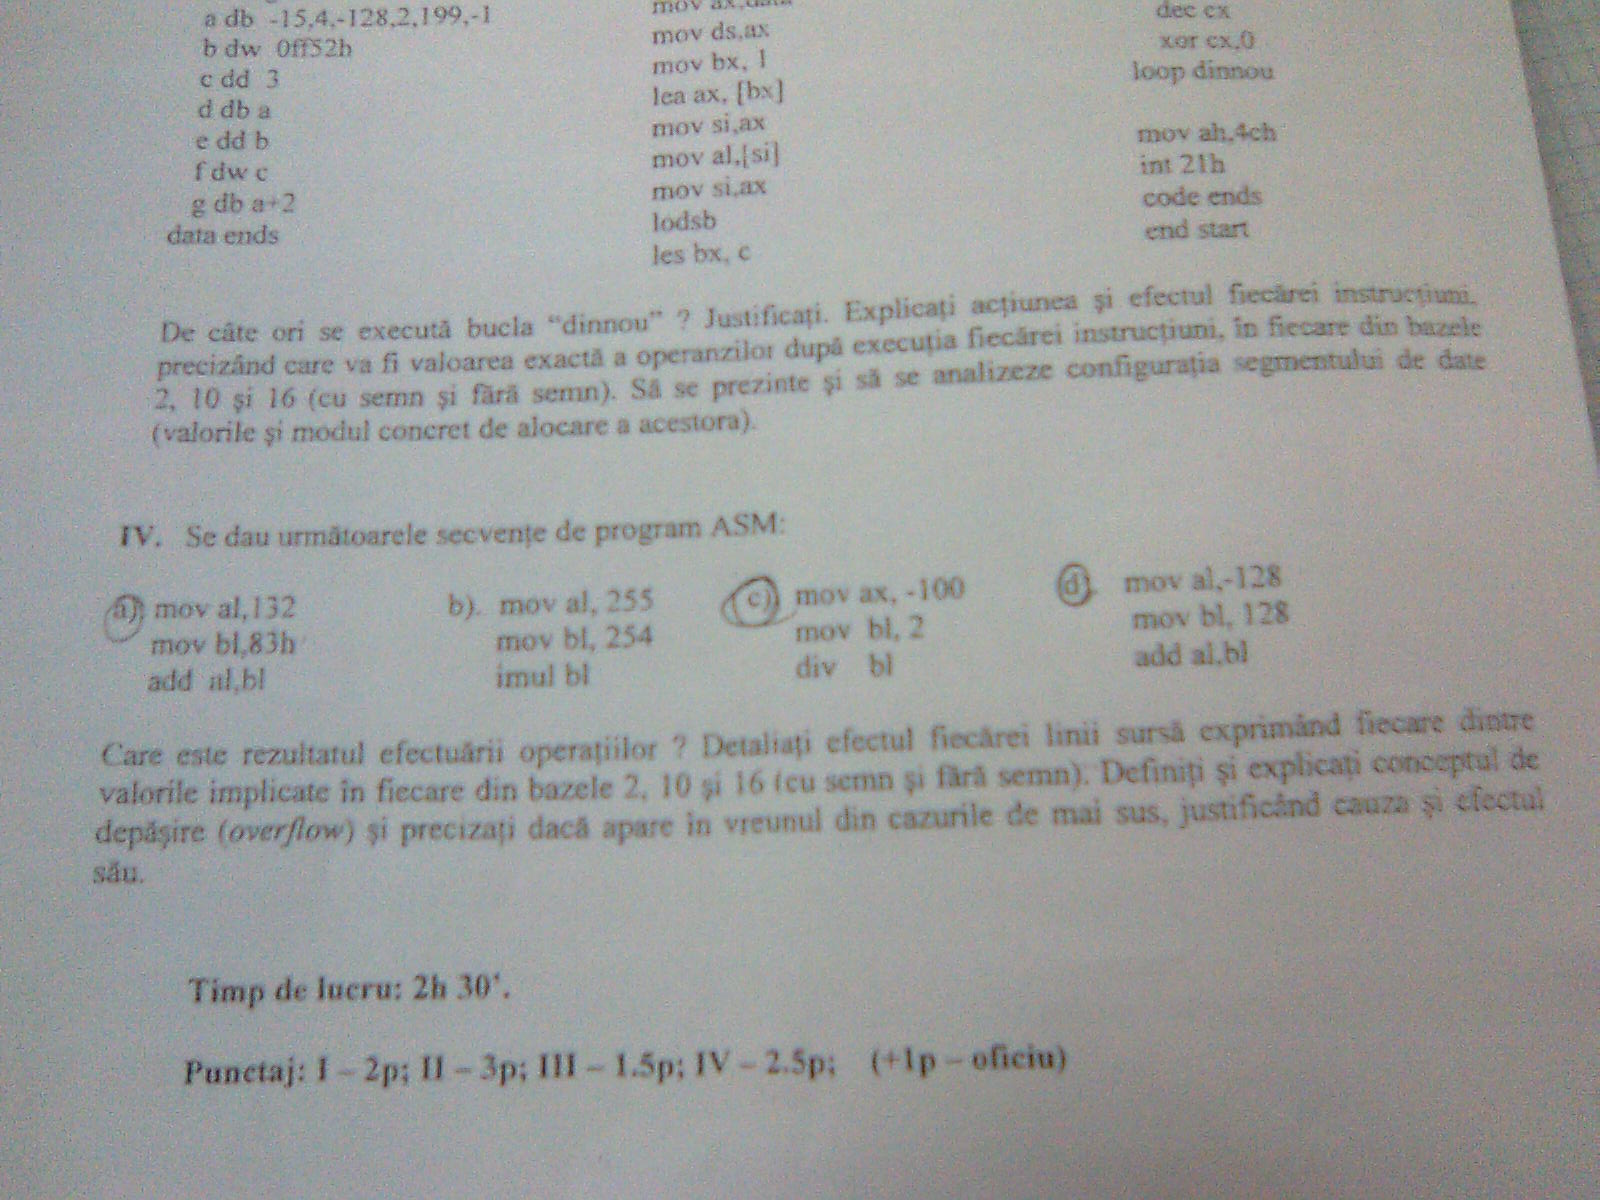 a db -15,4,-128,2,199,-1
b dw 0ff52h
c dd 3
d db a
e dd b
f dw c
g db a+2
data ends
mov ax,data
mov ds,ax
mov bx, 1
lea ax, [bx]
mov si,ax
mov al,[si]
mov si,ax
lodsb
les bx, c
dec cx
xor cx,0
loop dinnou
mov ah,4ch
int 21h
code ends
end start
De câte ori se execută bucla “dinnou” ? Justificaţi. Explicaţi acţiunea şi efectul fiecărei instrucţiuni,
precizând care va fi valoarea exactă a operanzilor după execuţia fiecărei instrucţiuni, în fiecare din bazele
2, 10 şi 16 (cu semn şi fără semn). Să se prezinte şi să se analizeze configuraţia segmentului de date
(valorile şi modul concret de alocare a acestora).
IV. Se dau următoarele secvenţe de program ASM:
a). mov al,132
mov bl,83h
add al,bl
b). mov al, 255
mov bl, 254
imul bl
c) mov ax, -100
mov bl, 2
div bl
d). mov al,-128
mov bl, 128
add al,bl
Care este rezultatul efectuării operaţiilor ? Detaliaţi efectul fiecărei linii sursă exprimând fiecare dintre
valorile implicate în fiecare din bazele 2, 10 şi 16 (cu semn şi fără semn). Definiţi şi explicaţi conceptul de
depăşire (overflow) şi precizaţi dacă apare în vreunul din cazurile de mai sus, justificând cauza şi efectul
său.
Timp de lucru: 2h 30'.
Punctaj: I – 2p; II – 3p; III – 1.5p; IV – 2.5p; (+1p – oficiu)